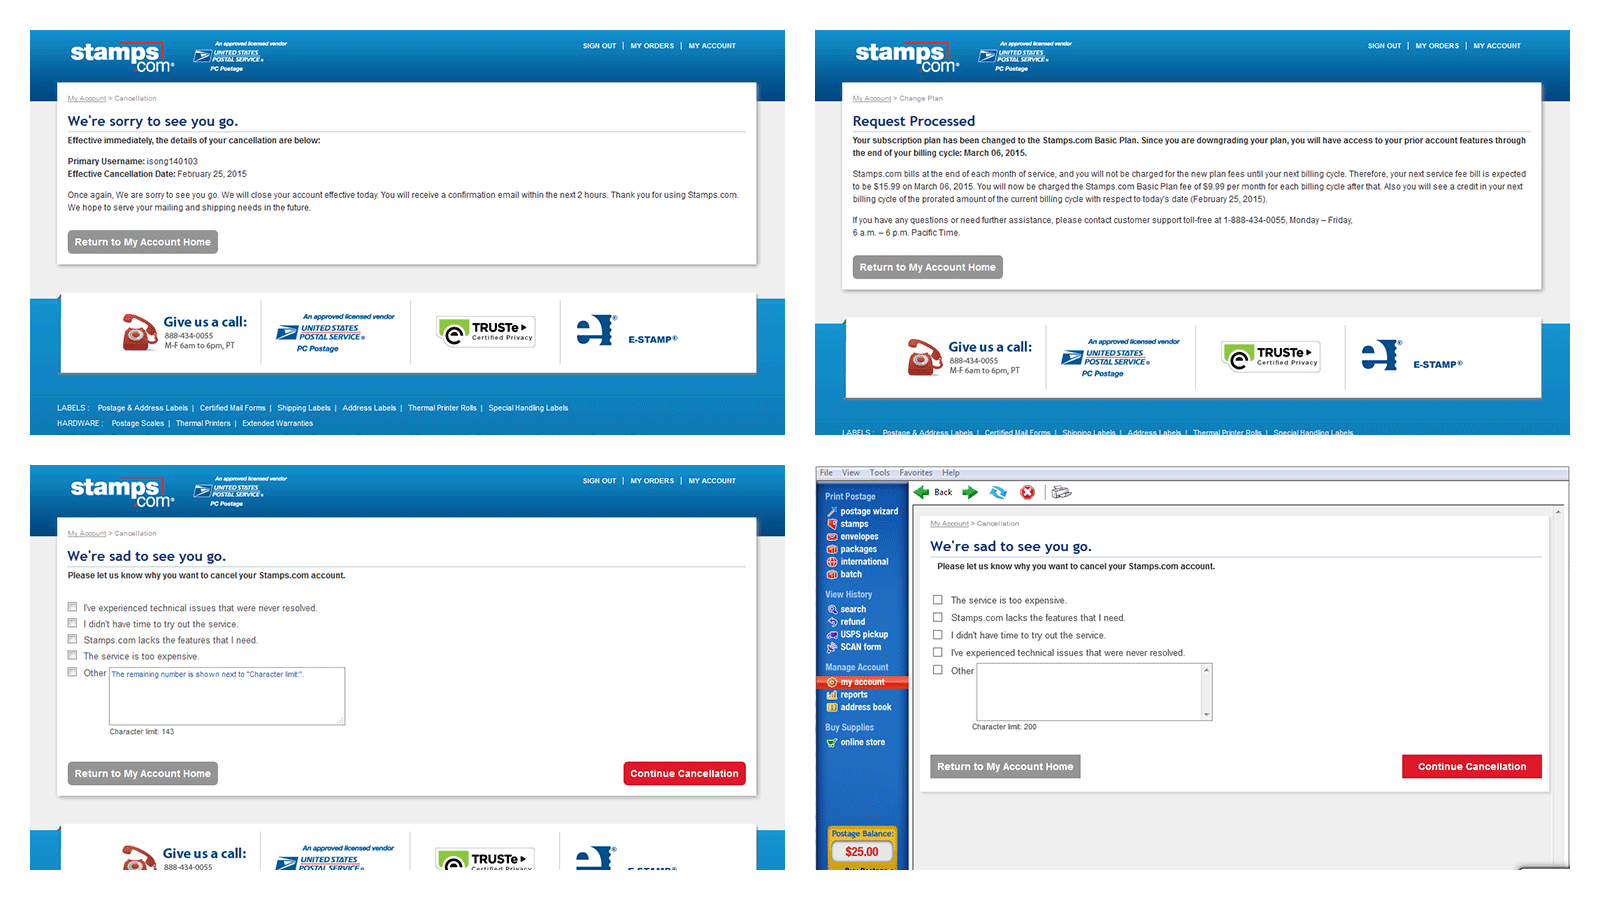 stamps.com®
An approved licensed vendor
UNITED STATES
POSTAL SERVICE®
PC Postage
SIGN OUT | MY ORDERS | MY ACCOUNT
My Account > Cancellation
We're sorry to see you go.
Effective immediately, the details of your cancellation are below:
Primary Username: isong140103
Effective Cancellation Date: February 25, 2015
Once again, We are sorry to see you go. We will close your account effective today. You will receive a confirmation email within the next 2 hours. Thank you for using Stamps.com.
We hope to serve your mailing and shipping needs in the future.
Return to My Account Home
Give us a call:
888-434-0055
M-F 6am to 6pm, PT
An approved licensed vendor
UNITED STATES
POSTAL SERVICE®
PC Postage
TRUSTe
Certified Privacy
e
E-STAMP®
LABELS : Postage & Address Labels | Certified Mail Forms | Shipping Labels | Address Labels | Thermal Printer Rolls | Special Handling Labels
HARDWARE : Postage Scales | Thermal Printers | Extended Warranties
stamps.com®
An approved licensed vendor
UNITED STATES
POSTAL SERVICE®
PC Postage
SIGN OUT | MY ORDERS | MY ACCOUNT
My Account > Change Plan
Request Processed
Your subscription plan has been changed to the Stamps.com Basic Plan. Since you are downgrading your plan, you will have access to your prior account features through
the end of your billing cycle: March 06, 2015.
Stamps.com bills at the end of each month of service, and you will not be charged for the new plan fees until your next billing cycle. Therefore, your next service fee bill is expected
to be $15.99 on March 06, 2015. You will now be charged the Stamps.com Basic Plan fee of $9.99 per month for each billing cycle after that. Also you will see a credit in your next
billing cycle of the prorated amount of the current billing cycle with respect to today's date (February 25, 2015).
If you have any questions or need further assistance, please contact customer support toll-free at 1-888-434-0055, Monday – Friday,
6 a.m. – 6 p.m. Pacific Time.
Return to My Account Home
Give us a call:
888-434-0055
M-F 6am to 6pm, PT
An approved licensed vendor
UNITED STATES
POSTAL SERVICE®
PC Postage
TRUSTe
Certified Privacy
e
E-STAMP®
LABELS : Postage & Address Labels | Certified Mail Forms | Shipping Labels | Address Labels | Thermal Printer Rolls | Special Handling Labels
stamps.com®
An approved licensed vendor
UNITED STATES
POSTAL SERVICE®
PC Postage
SIGN OUT | MY ORDERS | MY ACCOUNT
My Account > Cancellation
We're sad to see you go.
Please let us know why you want to cancel your Stamps.com account.
I've experienced technical issues that were never resolved.
I didn't have time to try out the service.
Stamps.com lacks the features that I need.
The service is too expensive.
Other
The remaining number is shown next to "Character limit:".
Character limit: 143
Return to My Account Home
Continue Cancellation
Give us a call:
888-434-0055
An approved licensed vendor
UNITED STATES
POSTAL SERVICE®
TRUSTe
Certified Privacy
e
E-STAMP®
File View Tools Favorites Help
Back
Print Postage
postage wizard
stamps
envelopes
packages
international
batch
View History
search
refund
USPS pickup
SCAN form
Manage Account
my account
reports
address book
Buy Supplies
online store
Postage Balance:
$25.00
Buy Postage
My Account > Cancellation
We're sad to see you go.
Please let us know why you want to cancel your Stamps.com account.
The service is too expensive.
Stamps.com lacks the features that I need.
I didn't have time to try out the service.
I've experienced technical issues that were never resolved.
Other
Character limit: 200
Return to My Account Home
Continue Cancellation